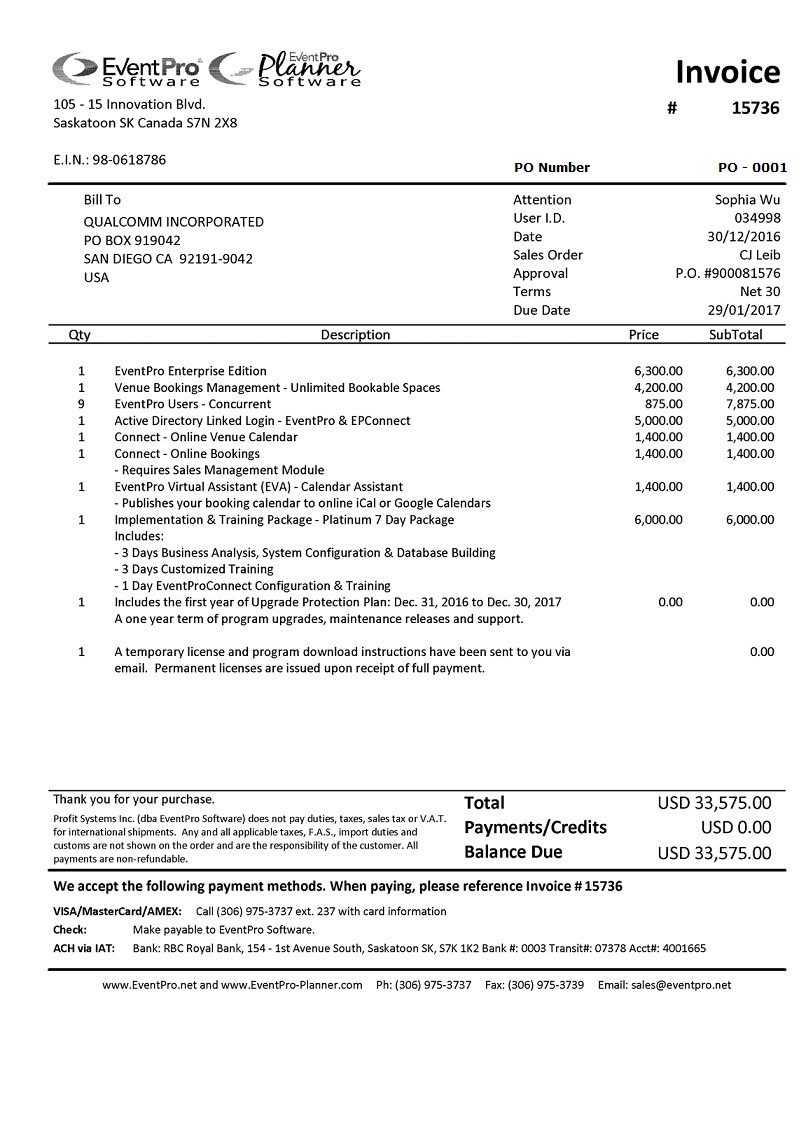 EventPro Software EventPro Planner Software
Invoice
105 - 15 Innovation Blvd.
# 15736
Saskatoon SK Canada S7N 2X8
E.I.N.: 98-0618786
PO Number PO - 0001
Bill To
QUALCOMM INCORPORATED
PO BOX 919042
SAN DIEGO CA 92191-9042
USA
Attention Sophia Wu
User I.D. 034998
Date 30/12/2016
Sales Order CJ Leib
Approval P.O. #900081576
Terms Net 30
Due Date 29/01/2017
Qty Description Price SubTotal
1 EventPro Enterprise Edition 6,300.00 6,300.00
1 Venue Bookings Management - Unlimited Bookable Spaces 4,200.00 4,200.00
9 EventPro Users - Concurrent 875.00 7,875.00
1 Active Directory Linked Login - EventPro & EPConnect 5,000.00 5,000.00
1 Connect - Online Venue Calendar 1,400.00 1,400.00
1 Connect - Online Bookings 1,400.00 1,400.00
- Requires Sales Management Module
1 EventPro Virtual Assistant (EVA) - Calendar Assistant 1,400.00 1,400.00
- Publishes your booking calendar to online iCal or Google Calendars
1 Implementation & Training Package - Platinum 7 Day Package 6,000.00 6,000.00
Includes:
- 3 Days Business Analysis, System Configuration & Database Building
- 3 Days Customized Training
- 1 Day EventProConnect Configuration & Training
1 Includes the first year of Upgrade Protection Plan: Dec. 31, 2016 to Dec. 30, 2017 0.00 0.00
A one year term of program upgrades, maintenance releases and support.
1 A temporary license and program download instructions have been sent to you via 0.00
email. Permanent licenses are issued upon receipt of full payment.
Thank you for your purchase.
Profit Systems Inc. (dba EventPro Software) does not pay duties, taxes, sales tax or V.A.T.
for international shipments. Any and all applicable taxes, F.A.S., import duties and
customs are not shown on the order and are the responsibility of the customer. All
payments are non-refundable.
Total USD 33,575.00
Payments/Credits USD 0.00
Balance Due USD 33,575.00
We accept the following payment methods. When paying, please reference Invoice # 15736
VISA/MasterCard/AMEX: Call (306) 975-3737 ext. 237 with card information
Check: Make payable to EventPro Software.
ACH via IAT: Bank: RBC Royal Bank, 154 - 1st Avenue South, Saskatoon SK, S7K 1K2 Bank #: 0003 Transit#: 07378 Acct#: 4001665
www.EventPro.net and www.EventPro-Planner.com Ph: (306) 975-3737 Fax: (306) 975-3739 Email: sales@eventpro.net